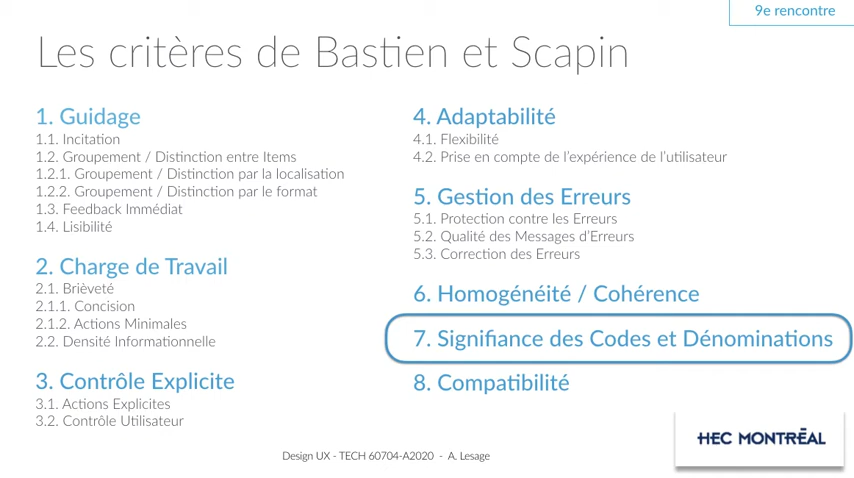 9e rencontre
Les critères de Bastien et Scapin
1. Guidage
1.1. Incitation
1.2. Groupement / Distinction entre Items
1.2.1. Groupement / Distinction par la localisation
1.2.2. Groupement / Distinction par le format
1.3. Feedback Immédiat
1.4. Lisibilité
2. Charge de Travail
2.1. Brièveté
2.1.1. Concision
2.1.2. Actions Minimales
2.2. Densité Informationnelle
3. Contrôle Explicite
3.1. Actions Explicites
3.2. Contrôle Utilisateur
4. Adaptabilité
4.1. Flexibilité
4.2. Prise en compte de l'expérience de l'utilisateur
5. Gestion des Erreurs
5.1. Protection contre les Erreurs
5.2. Qualité des Messages d'Erreurs
5.3. Correction des Erreurs
6. Homogénéité / Cohérence
7. Signifiance des Codes et Dénominations
8. Compatibilité
HEC MONTRÉAL
Design UX - TECH 60704-A2020 - A. Lesage